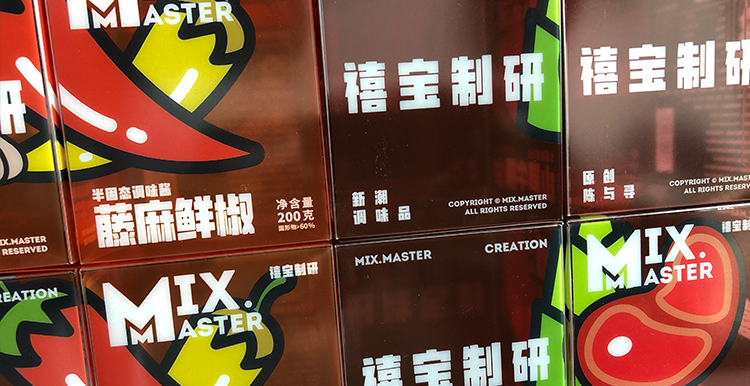 MIX.
MASTER
半固态调味酱
藤麻鲜椒
净含量
200克
固形物>60%
禧宝制研
新潮
调味品
COPYRIGHT © MIX.MASTER
ALL RIGHTS RESERVED
禧宝制研
原创
陈与寻
COPYRIGHT © MIX.MASTER
ALL RIGHTS RESERVED
研
MIX.MASTER
RESERVED
REATION
MIX.
MASTER
禧宝制研
MIX.MASTER
CREATION
禧宝制研
MIX.
MASTER
禧宝制研